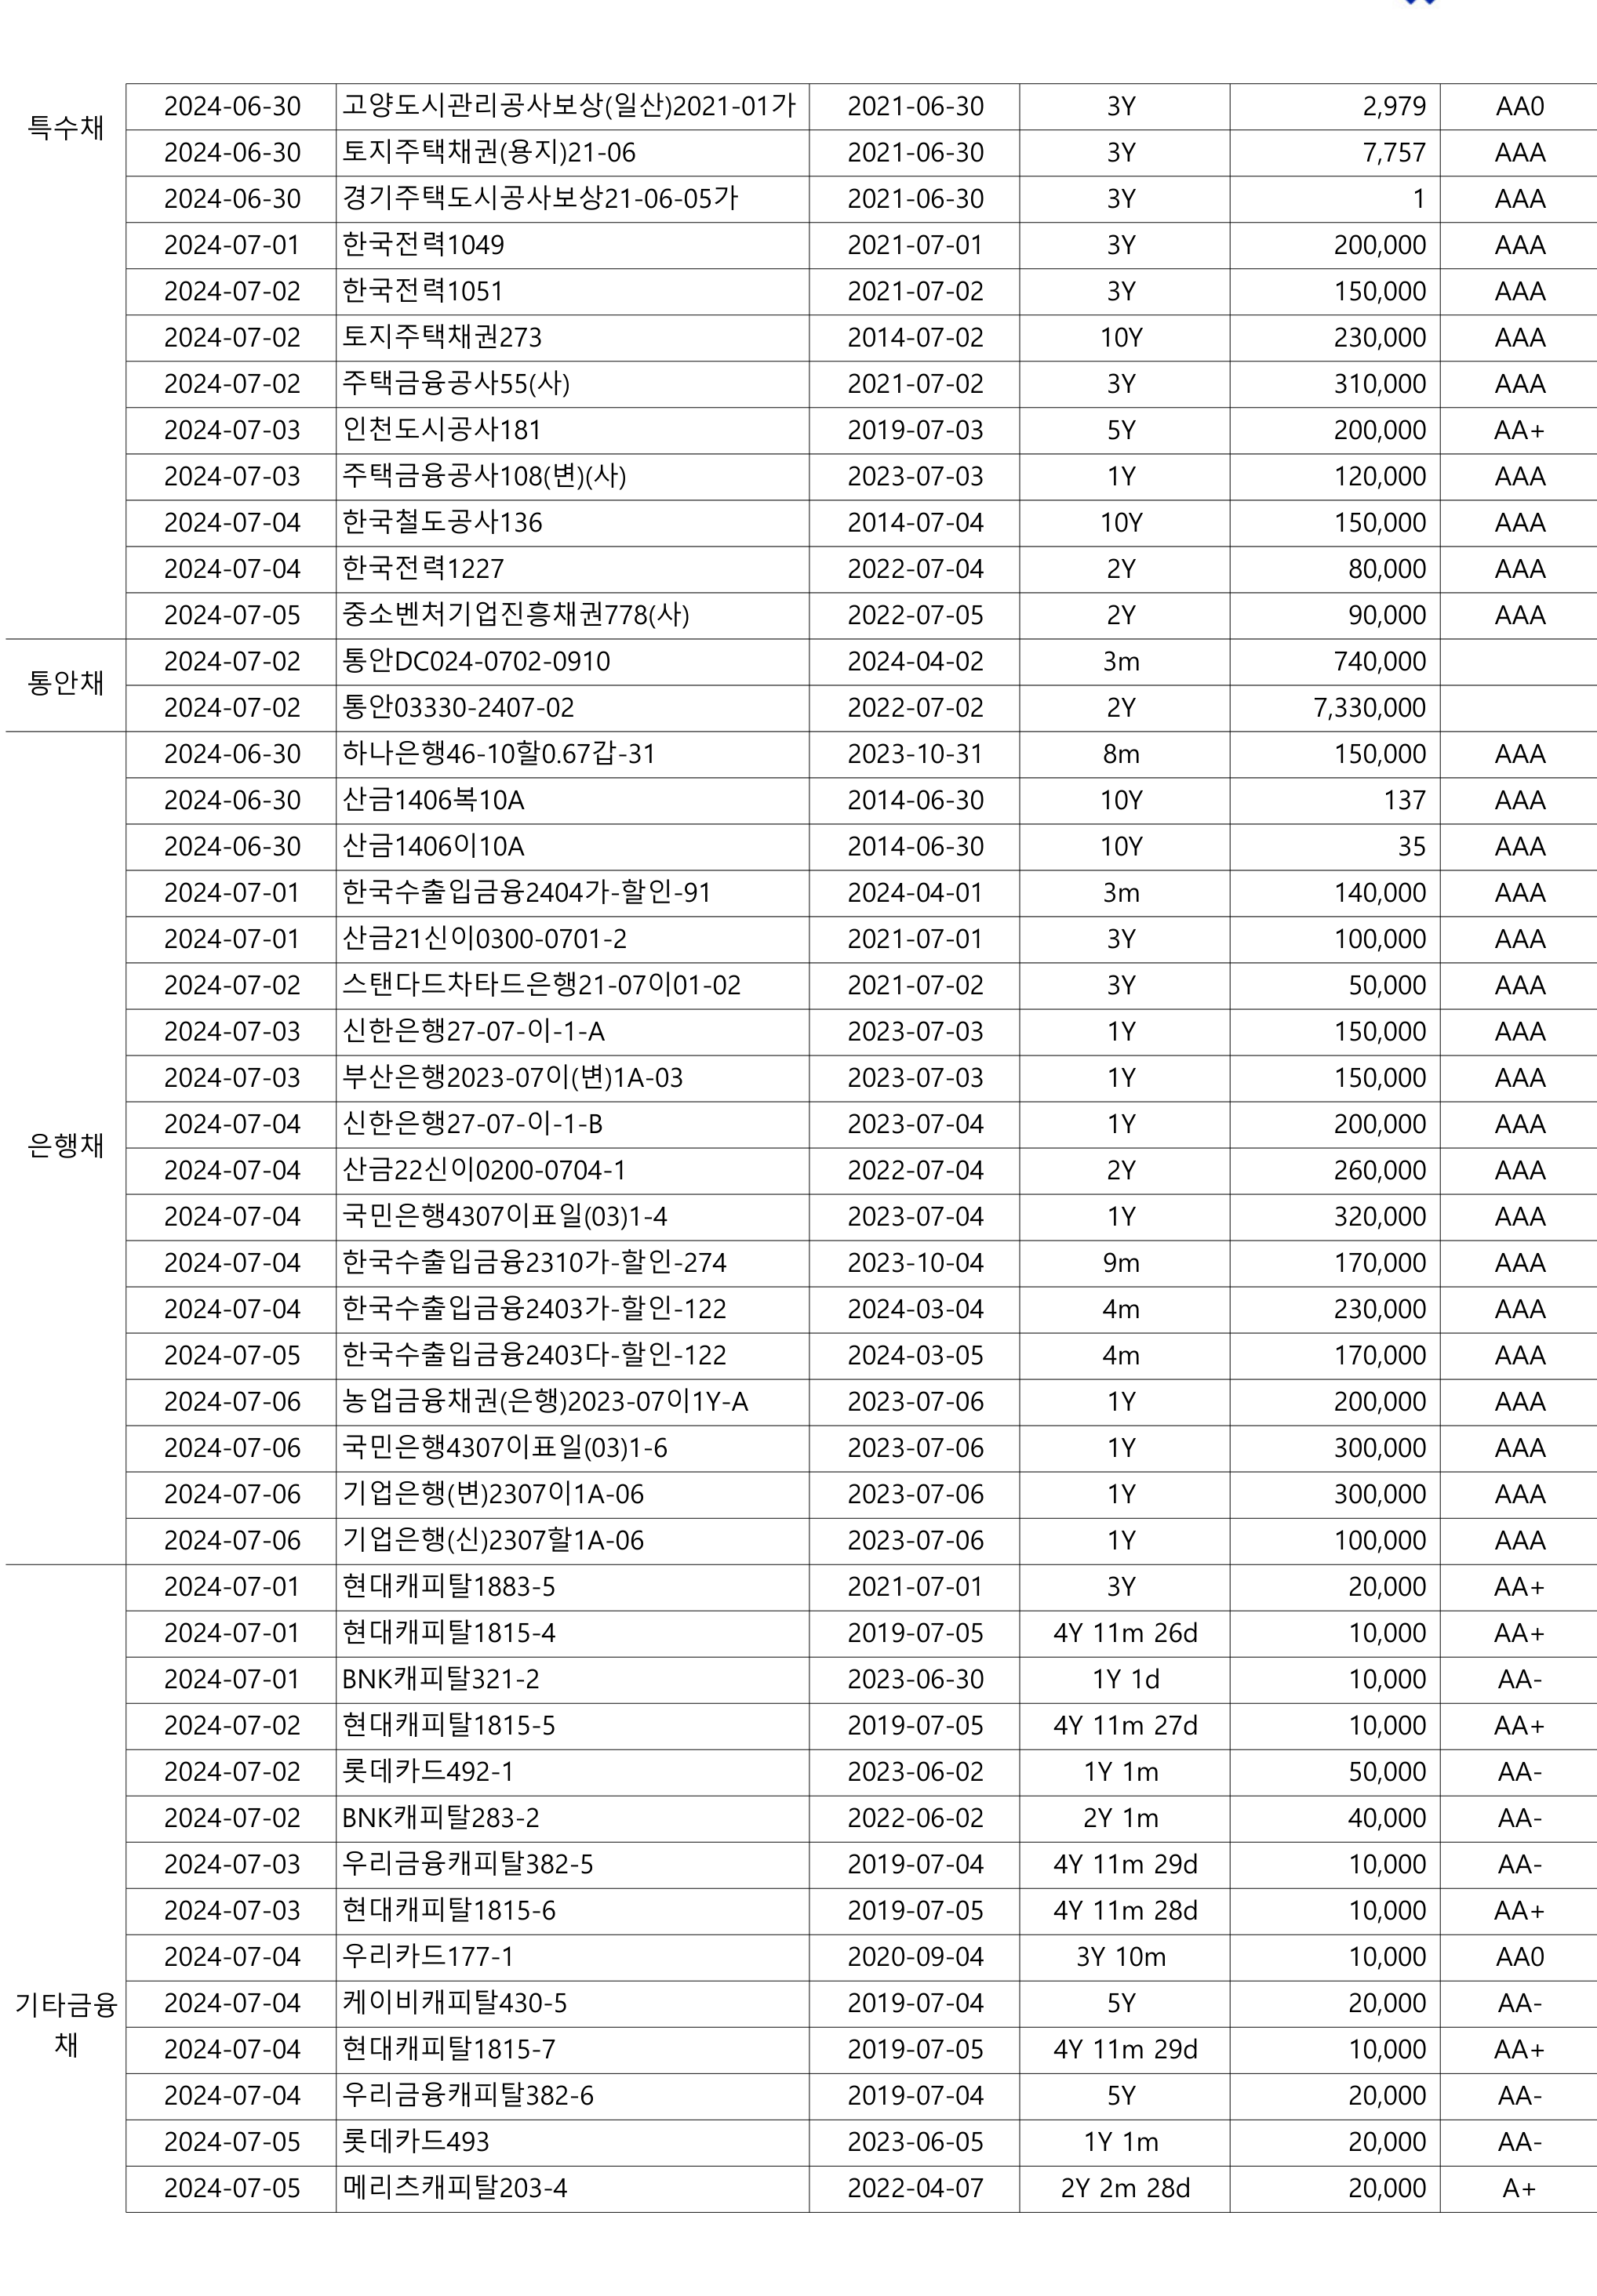 특수채
2024-06-30 고양도시관리공사보상(일산)2021-01가 2021-06-30 3Y 2,979 AA0
2024-06-30 토지주택채권(용지)21-06 2021-06-30 3Y 7,757 AAA
2024-06-30 경기주택도시공사보상21-06-05가 2021-06-30 3Y 1 AAA
2024-07-01 한국전력1049 2021-07-01 3Y 200,000 AAA
2024-07-02 한국전력1051 2021-07-02 3Y 150,000 AAA
2024-07-02 토지주택채권273 2014-07-02 10Y 230,000 AAA
2024-07-02 주택금융공사55(사) 2021-07-02 3Y 310,000 AAA
2024-07-03 인천도시공사181 2019-07-03 5Y 200,000 AA+
2024-07-03 주택금융공사108(변)(사) 2023-07-03 1Y 120,000 AAA
2024-07-04 한국철도공사136 2014-07-04 10Y 150,000 AAA
2024-07-04 한국전력1227 2022-07-04 2Y 80,000 AAA
2024-07-05 중소벤처기업진흥채권778(사) 2022-07-05 2Y 90,000 AAA
통안채
2024-07-02 통안DC024-0702-0910 2024-04-02 3m 740,000
2024-07-02 통안03330-2407-02 2022-07-02 2Y 7,330,000
은행채
2024-06-30 하나은행46-10할0.67갑-31 2023-10-31 8m 150,000 AAA
2024-06-30 산금1406복10A 2014-06-30 10Y 137 AAA
2024-06-30 산금1406이10A 2014-06-30 10Y 35 AAA
2024-07-01 한국수출입금융2404가-할인-91 2024-04-01 3m 140,000 AAA
2024-07-01 산금21신이0300-0701-2 2021-07-01 3Y 100,000 AAA
2024-07-02 스탠다드차타드은행21-07이01-02 2021-07-02 3Y 50,000 AAA
2024-07-03 신한은행27-07-이-1-A 2023-07-03 1Y 150,000 AAA
2024-07-03 부산은행2023-07이(변)1A-03 2023-07-03 1Y 150,000 AAA
2024-07-04 신한은행27-07-이-1-B 2023-07-04 1Y 200,000 AAA
2024-07-04 산금22신이0200-0704-1 2022-07-04 2Y 260,000 AAA
2024-07-04 국민은행4307이표일(03)1-4 2023-07-04 1Y 320,000 AAA
2024-07-04 한국수출입금융2310가-할인-274 2023-10-04 9m 170,000 AAA
2024-07-04 한국수출입금융2403가-할인-122 2024-03-04 4m 230,000 AAA
2024-07-05 한국수출입금융2403다-할인-122 2024-03-05 4m 170,000 AAA
2024-07-06 농업금융채권(은행)2023-07이1Y-A 2023-07-06 1Y 200,000 AAA
2024-07-06 국민은행4307이표일(03)1-6 2023-07-06 1Y 300,000 AAA
2024-07-06 기업은행(변)2307이1A-06 2023-07-06 1Y 300,000 AAA
2024-07-06 기업은행(신)2307할1A-06 2023-07-06 1Y 100,000 AAA
기타금융
채
2024-07-01 현대캐피탈1883-5 2021-07-01 3Y 20,000 AA+
2024-07-01 현대캐피탈1815-4 2019-07-05 4Y 11m 26d 10,000 AA+
2024-07-01 BNK캐피탈321-2 2023-06-30 1Y 1d 10,000 AA-
2024-07-02 현대캐피탈1815-5 2019-07-05 4Y 11m 27d 10,000 AA+
2024-07-02 롯데카드492-1 2023-06-02 1Y 1m 50,000 AA-
2024-07-02 BNK캐피탈283-2 2022-06-02 2Y 1m 40,000 AA-
2024-07-03 우리금융캐피탈382-5 2019-07-04 4Y 11m 29d 10,000 AA-
2024-07-03 현대캐피탈1815-6 2019-07-05 4Y 11m 28d 10,000 AA+
2024-07-04 우리카드177-1 2020-09-04 3Y 10m 10,000 AA0
2024-07-04 케이비캐피탈430-5 2019-07-04 5Y 20,000 AA-
2024-07-04 현대캐피탈1815-7 2019-07-05 4Y 11m 29d 10,000 AA+
2024-07-04 우리금융캐피탈382-6 2019-07-04 5Y 20,000 AA-
2024-07-05 롯데카드493 2023-06-05 1Y 1m 20,000 AA-
2024-07-05 메리츠캐피탈203-4 2022-04-07 2Y 2m 28d 20,000 A+